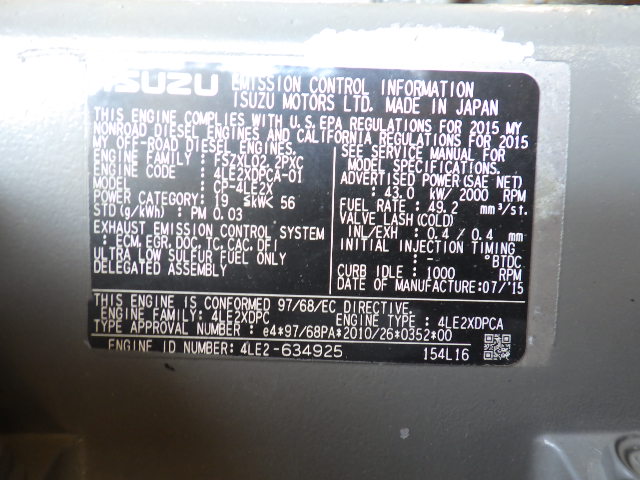 ISUZU EMISSION CONTROL INFORMATION
ISUZU MOTORS LTD. MADE IN JAPAN
THIS ENGINE COMPLIES WITH U.S.EPA REGULATIONS FOR 2015 MY
NONROAD DIESEL ENGINES AND CALIFORNIA REGULATIONS FOR 2015
MY OFF-ROAD DIESEL ENGINES.
ENGINE FAMILY : FSZXL02.2PXC
ENGINE CODE : 4LE2XDPCA-01
MODEL : CP-4LE2X
POWER CATEGORY : 19 ≤kW< 56
STD(g/kWh) : PM 0.03
EXHAUST EMISSION CONTROL SYSTEM
: ECM,EGR,DOC,TC,CAC,DFI
ULTRA LOW SULFUR FUEL ONLY
DELEGATED ASSEMBLY
SEE SERVICE MANUAL FOR
MODEL SPECIFICATIONS.
ADVERTISED POWER(SAE NET)
: 43.0 kW/2000 RPM
FUEL RATE : 49.2 mm³/st.
VALVE LASH(COLD)
INL/EXH : 0.4/0.4 mm
INITIAL INJECTION TIMING
: - °BTDC
CURB IDLE : 1000 RPM
DATE OF MANUFACTURE:07/'15
THIS ENGINE IS CONFORMED 97/68/EC DIRECTIVE.
ENGINE FAMILY: 4LE2XDPC ENGINE TYPE : 4LE2XDPCA
TYPE APPROVAL NUMBER : e4*97/68PA*2010/26*0352*00
ENGINE ID NUMBER: 4LE2-634925 154L16